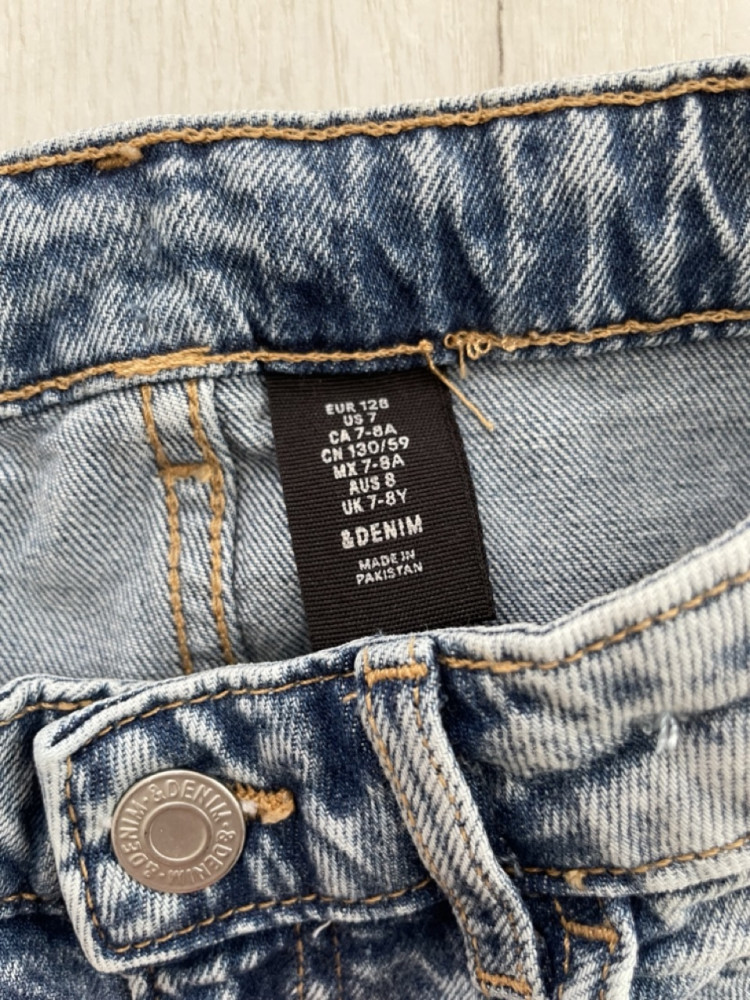 EUR 128
US 7
CA 7-8A
CN 130/59
MX 7-8A
AUS 8
UK 7-8Y
&DENIM
MADE IN
PAKISTAN
&DENIM·&DENIM·&DENIM·